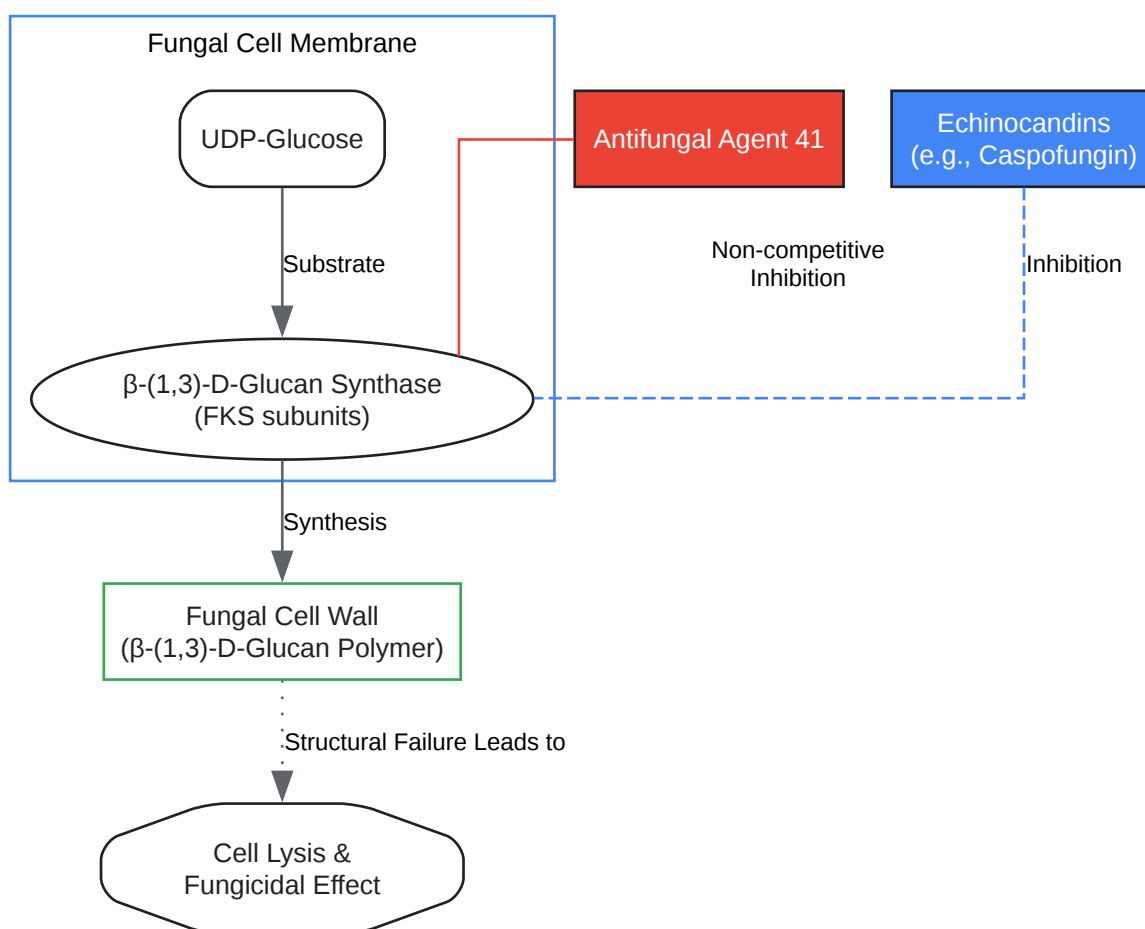 Fungal Cell Membrane
UDP-Glucose
Antifungal Agent 41
Echinocandins
(e.g., Caspofungin)
Substrate
Non-competitive
Inhibition
Inhibition
β-(1,3)-D-Glucan Synthase
(FKS subunits)
Synthesis
Fungal Cell Wall
(β-(1,3)-D-Glucan Polymer)
Structural Failure Leads to
Cell Lysis &
Fungicidal Effect